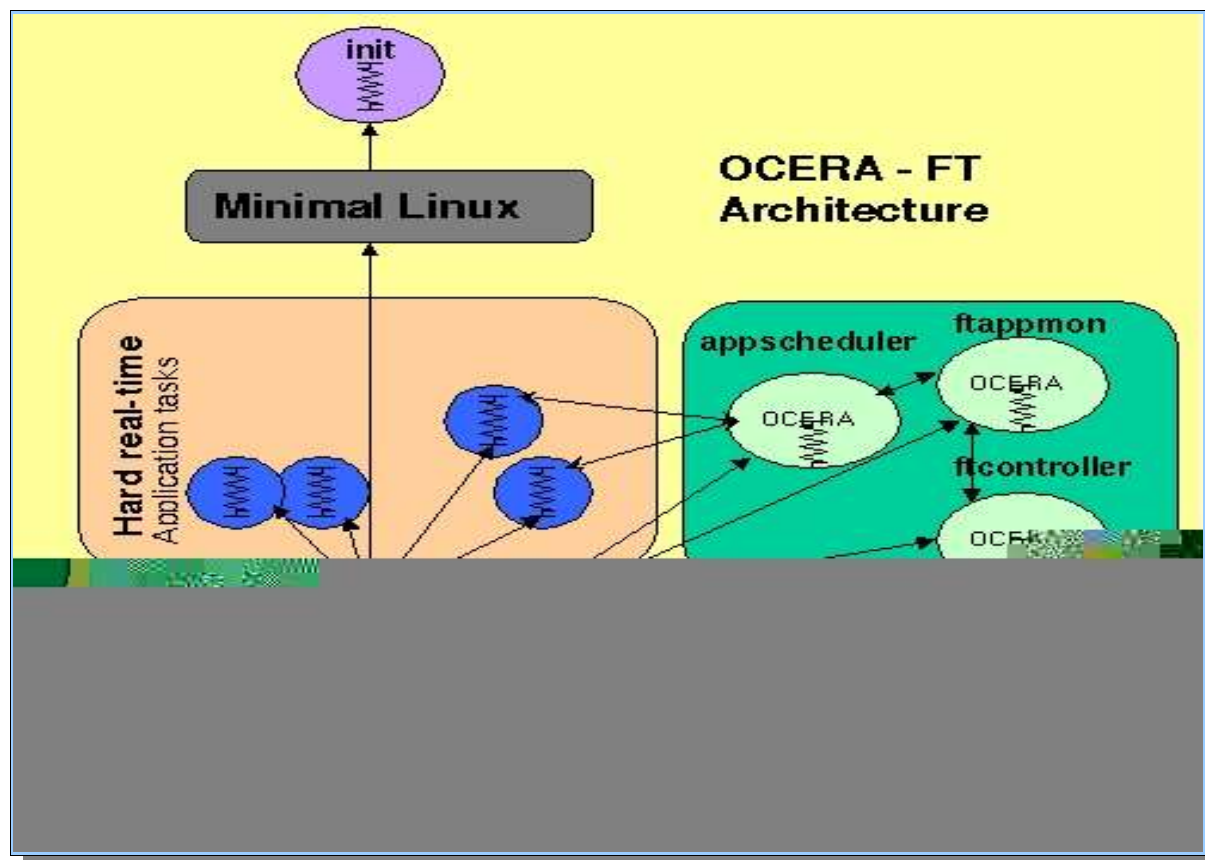 init
Minimal Linux
OCERA - FT
Architecture
Hard real-time
Application tasks
appscheduler
ftappmon
OCERA
OCERA
ftcontroller